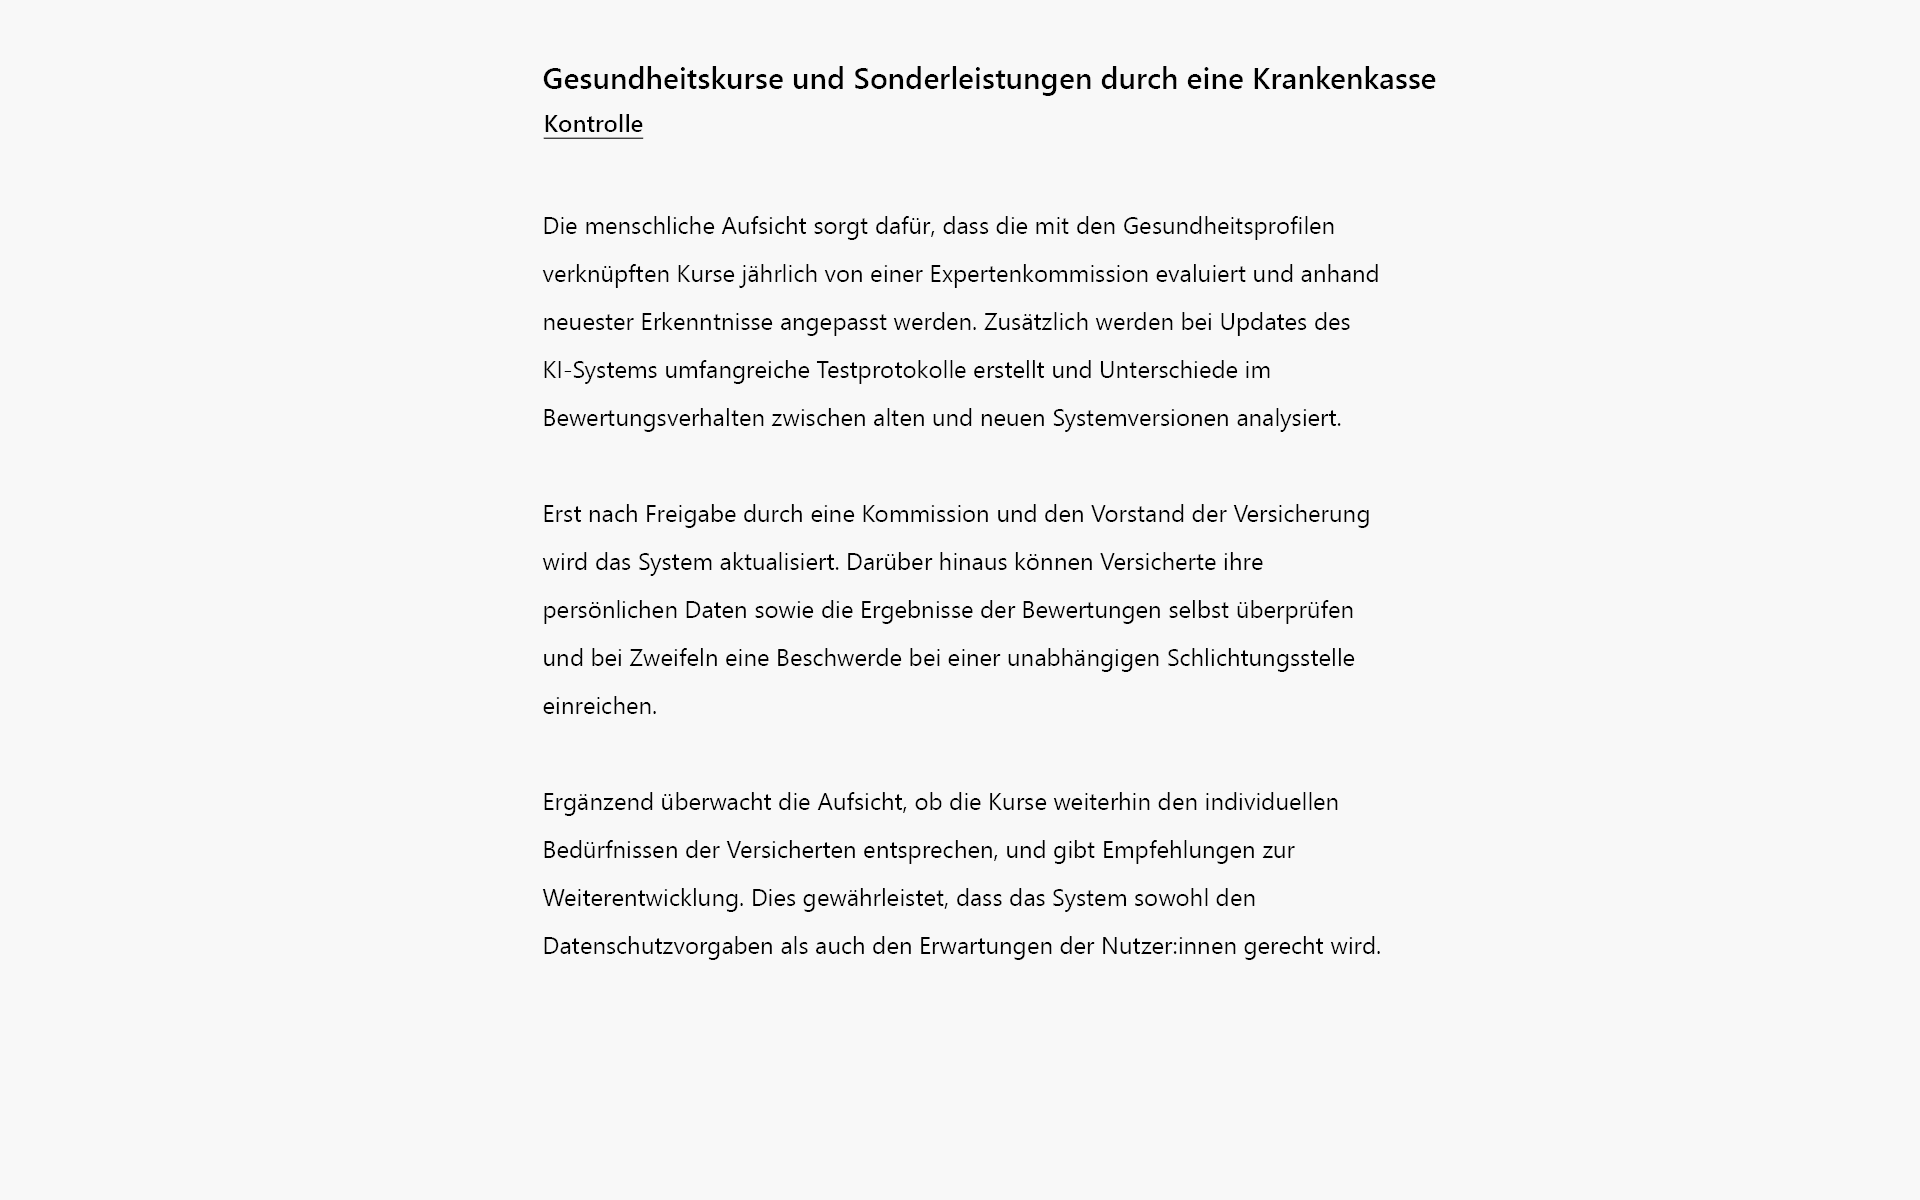 Gesundheitskurse und Sonderleistungen durch eine Krankenkasse
Kontrolle
Die menschliche Aufsicht sorgt dafür, dass die mit den Gesundheitsprofilen
verknüpften Kurse jährlich von einer Expertenkommission evaluiert und anhand
neuester Erkenntnisse angepasst werden. Zusätzlich werden bei Updates des
KI-Systems umfangreiche Testprotokolle erstellt und Unterschiede im
Bewertungsverhalten zwischen alten und neuen Systemversionen analysiert.
Erst nach Freigabe durch eine Kommission und den Vorstand der Versicherung
wird das System aktualisiert. Darüber hinaus können Versicherte ihre
persönlichen Daten sowie die Ergebnisse der Bewertungen selbst überprüfen
und bei Zweifeln eine Beschwerde bei einer unabhängigen Schlichtungsstelle
einreichen.
Ergänzend überwacht die Aufsicht, ob die Kurse weiterhin den individuellen
Bedürfnissen der Versicherten entsprechen, und gibt Empfehlungen zur
Weiterentwicklung. Dies gewährleistet, dass das System sowohl den
Datenschutzvorgaben als auch den Erwartungen der Nutzer:innen gerecht wird.